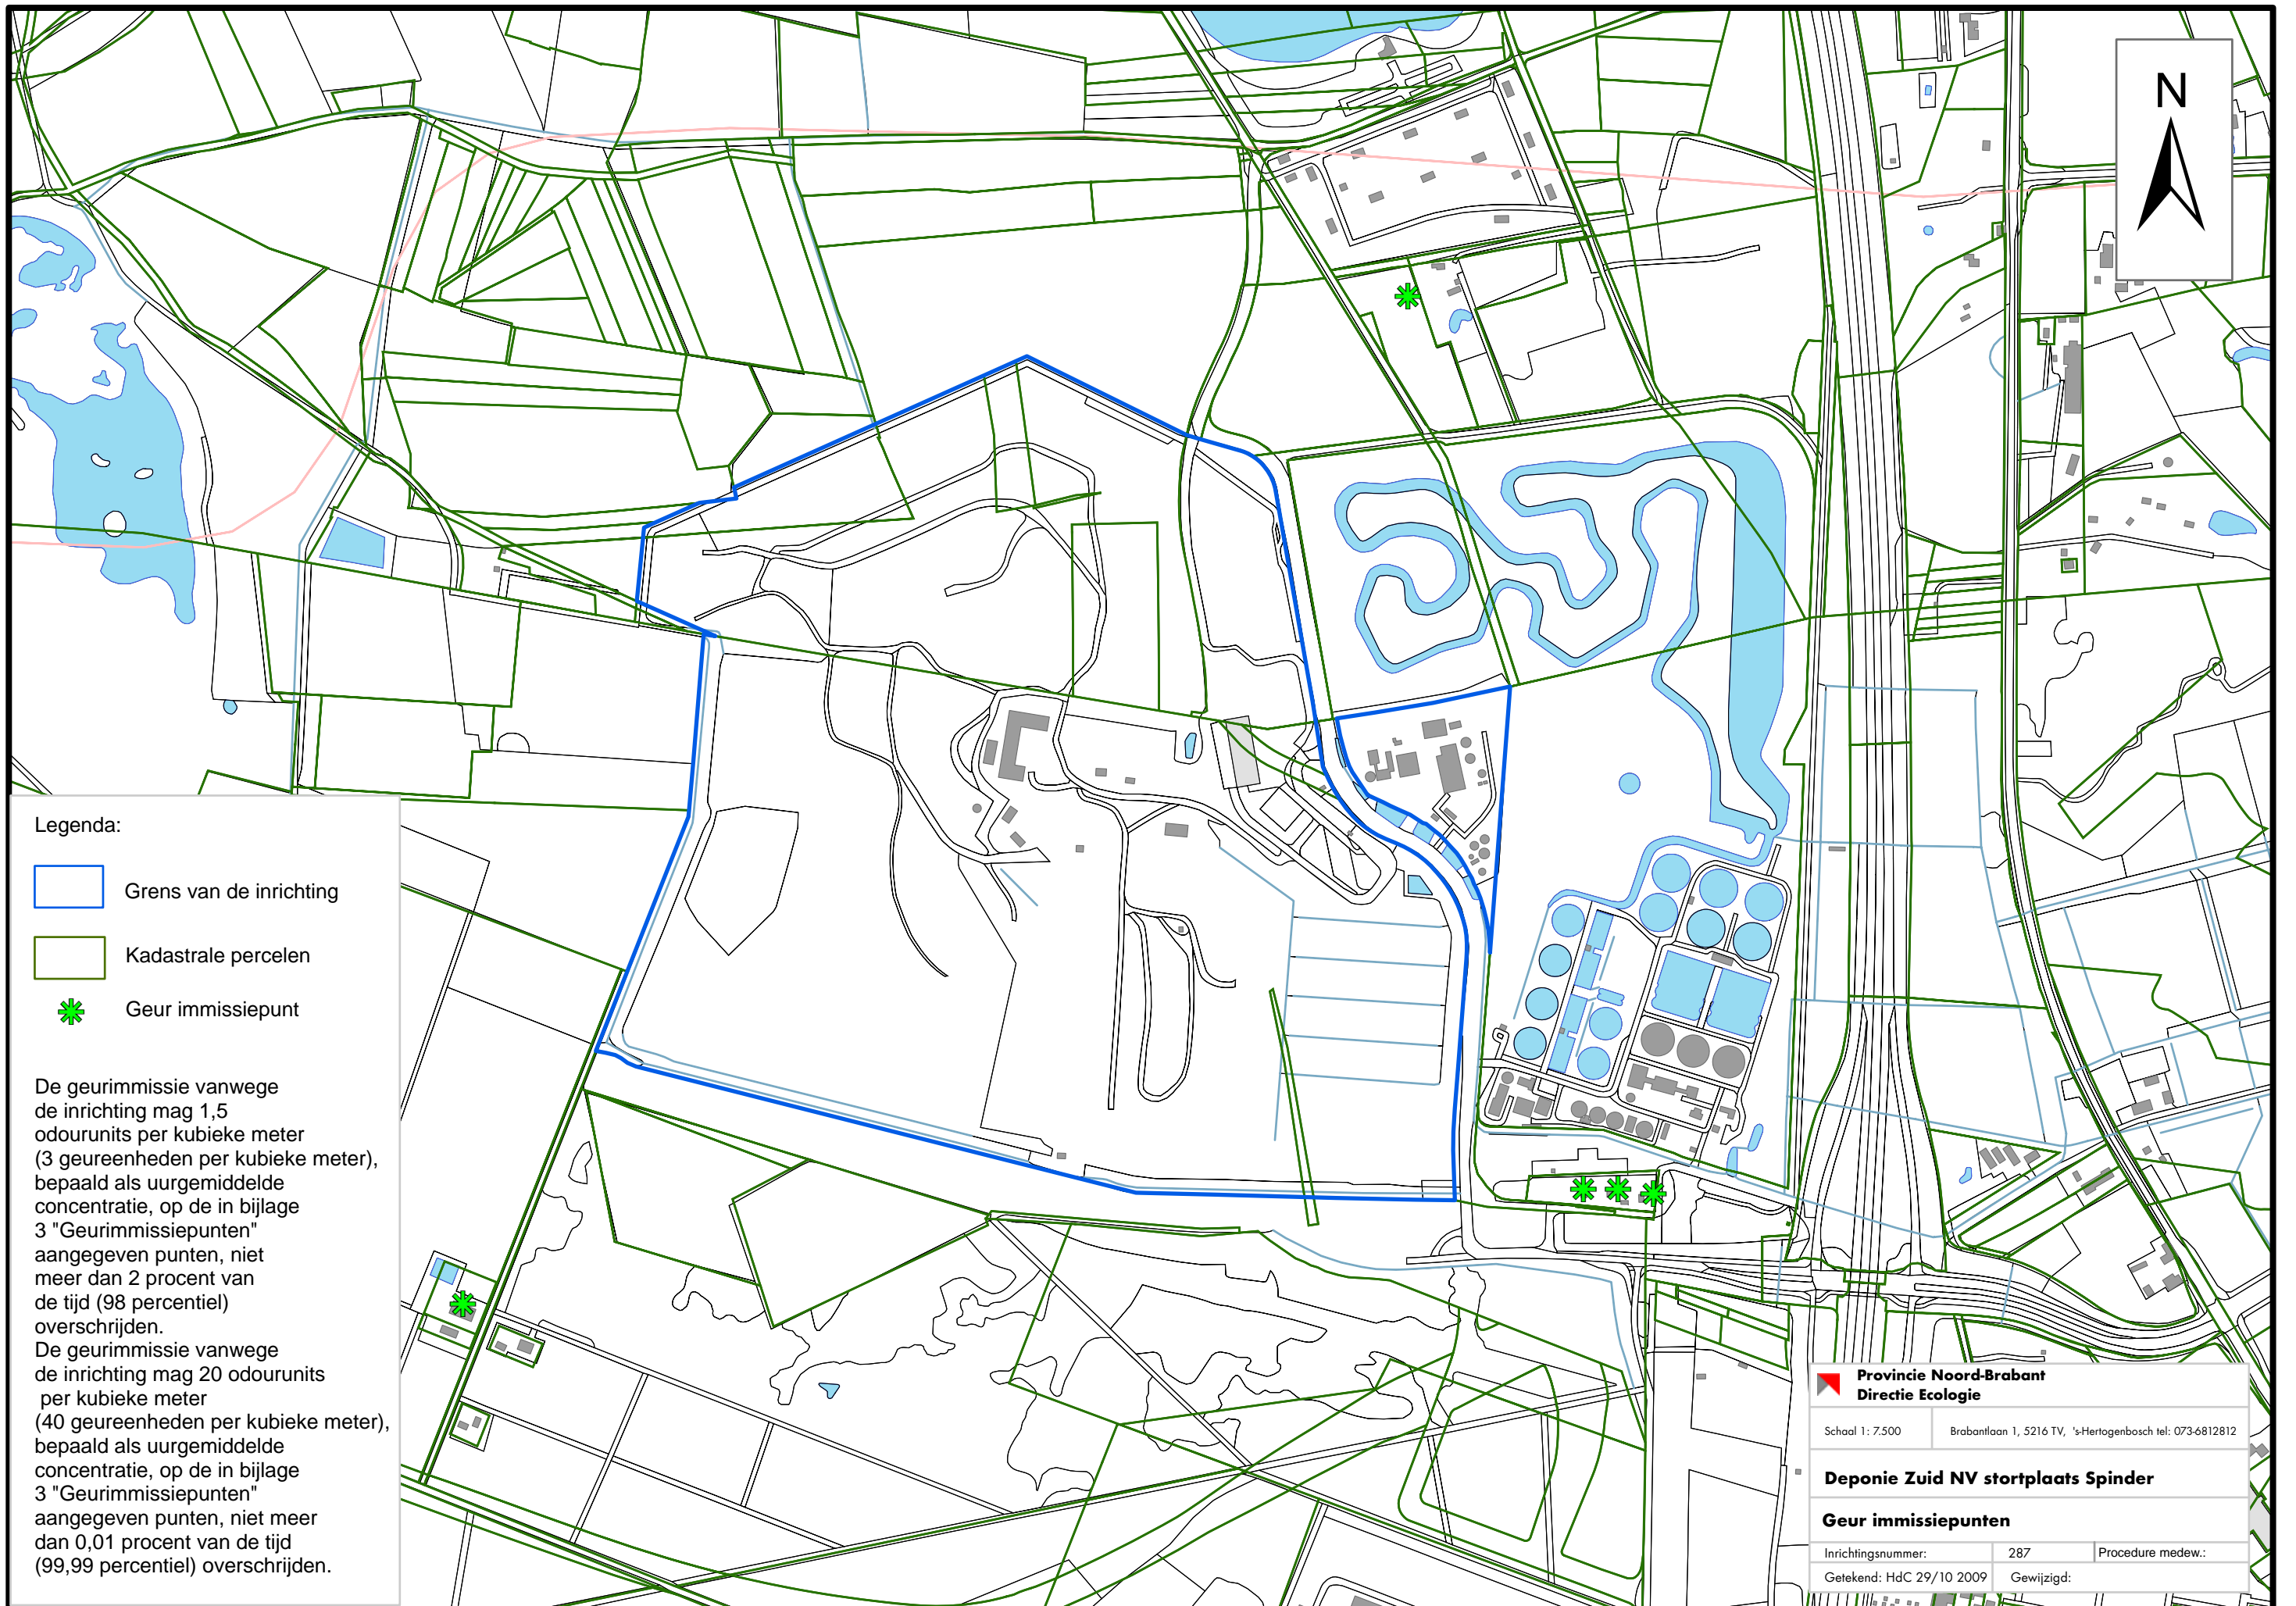 N
Legenda:
Grens van de inrichting
Kadastrale percelen
Geur immissiepunt
De geurimmissie vanwege
de inrichting mag 1,5
odourunits per kubieke meter
(3 geureenheden per kubieke meter),
bepaald als uurgemiddelde
concentratie, op de in bijlage
3 "Geurimmissiepunten"
aangegeven punten, niet
meer dan 2 procent van
de tijd (98 percentiel)
overschrijden.
De geurimmissie vanwege
de inrichting mag 20 odourunits
per kubieke meter
(40 geureenheden per kubieke meter),
bepaald als uurgemiddelde
concentratie, op de in bijlage
3 "Geurimmissiepunten"
aangegeven punten, niet meer
dan 0,01 procent van de tijd
(99,99 percentiel) overschrijden.
Provincie Noord-Brabant
Directie Ecologie
Schaal 1: 7.500 Brabantlaan 1, 5216 TV, 's-Hertogenbosch tel: 073-6812812
Deponie Zuid NV stortplaats Spinder
Geur immissiepunten
Inrichtingsnummer: 287 Procedure medew.:
Getekend: HdC 29/10 2009 Gewijzigd: